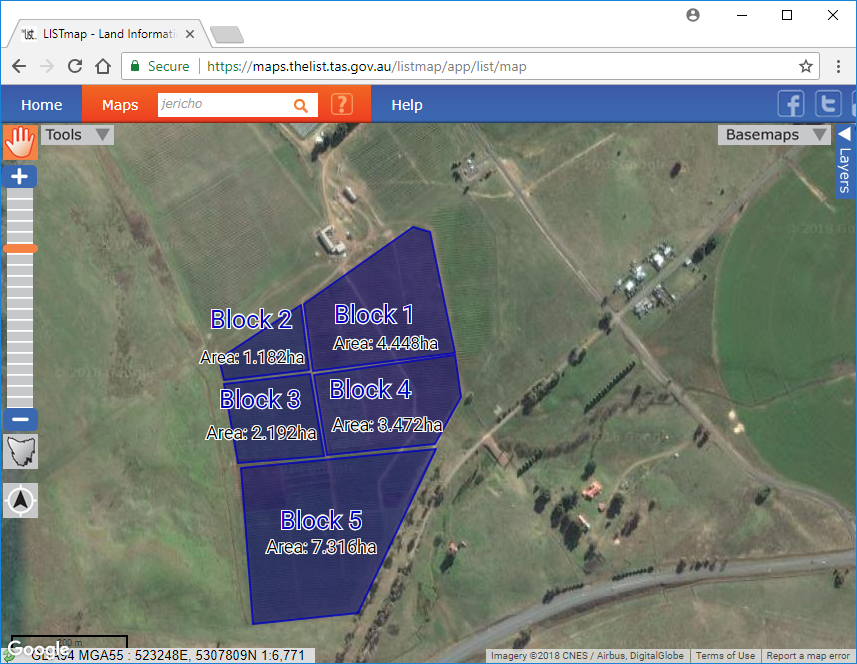 LISTmap - Land Informati
Secure
https://maps.thelist.tas.gov.au/listmap/app/list/map
Home
Maps
jericho
?
Help
Tools
Basemaps
Layers
Block 1
Area: 4.448ha
Block 2
Area: 1.182ha
Block 4
Area: 3.472ha
Block 3
Area: 2.192ha
Block 5
Area: 7.316ha
Google
GDA94 MGA55 : 523248E, 5307809N 1:6,771
Imagery ©2018 CNES / Airbus, DigitalGlobe
Terms of Use
Report a map error